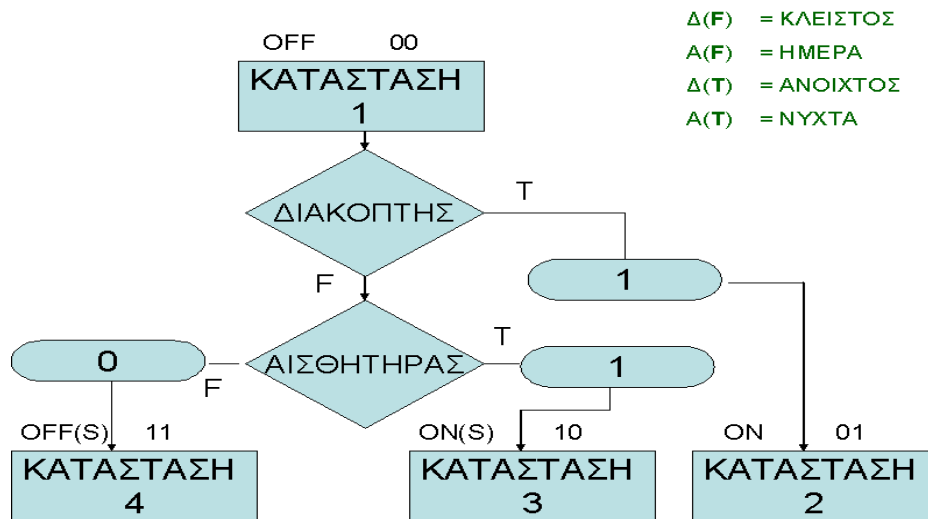 Δ(F) = ΚΛΕΙΣΤΟΣ
Α(F) = ΗΜΕΡΑ
Δ(T) = ΑΝΟΙΧΤΟΣ
Α(T) = ΝΥΧΤΑ
OFF 00
ΚΑΤΑΣΤΑΣΗ
1
ΔΙΑΚΟΠΤΗΣ
T
1
F
ΑΙΣΘΗΤΗΡΑΣ
T
1
F
0
OFF(S) 11
ΚΑΤΑΣΤΑΣΗ
4
ON(S) 10
ΚΑΤΑΣΤΑΣΗ
3
ON 01
ΚΑΤΑΣΤΑΣΗ
2